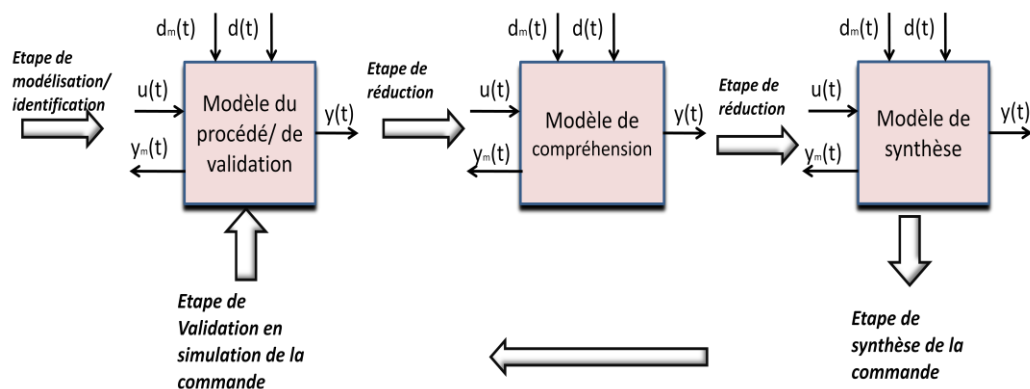 dm(t) d(t)
Etape de
modélisation/
identification
u(t)
ym(t)
Modèle du
procédé/ de
validation
y(t)
Etape de
réduction
dm(t) d(t)
u(t)
ym(t)
Modèle de
compréhension
y(t)
Etape de
réduction
dm(t) d(t)
u(t)
ym(t)
Modèle de
synthèse
y(t)
Etape de
Validation en
simulation de la
commande
Etape de
synthèse de la
commande